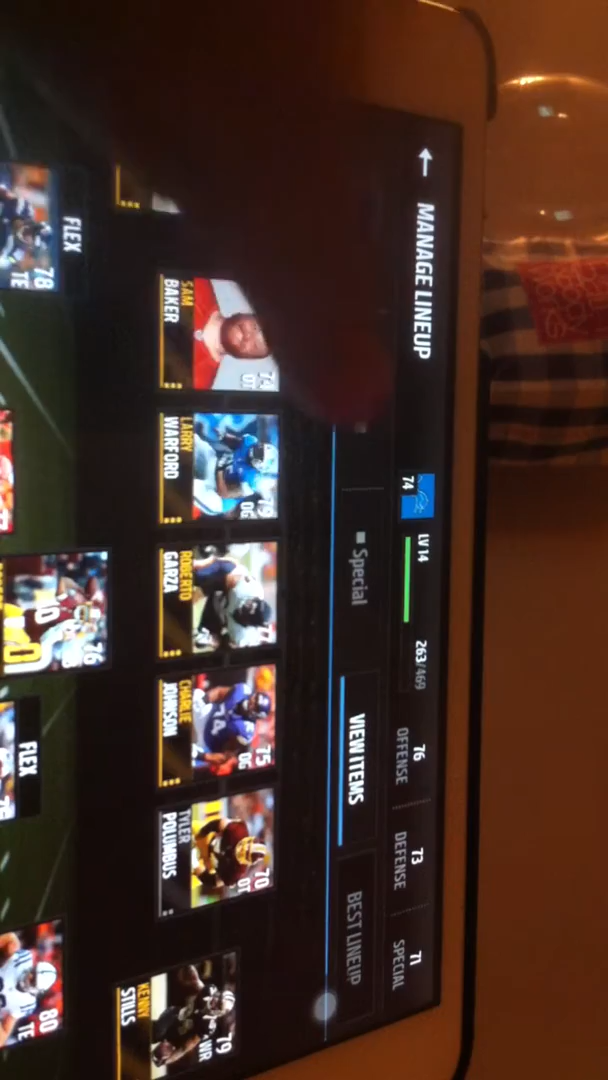 MANAGE LINEUP
74
LV 14
263/469
76
OFFENSE
73
DEFENSE
71
SPECIAL
Special
VIEW ITEMS
BEST LINEUP
OT
SAM
BAKER
79
OG
LARRY
WARFORD
ROBERTO
GARZA
75
OG
CHARLIE
JOHNSON
70
OT
TYLER
POLUMBUS
79
WR
KENNY
STILLS
FLEX
78
TE
76
FLEX
80
TE